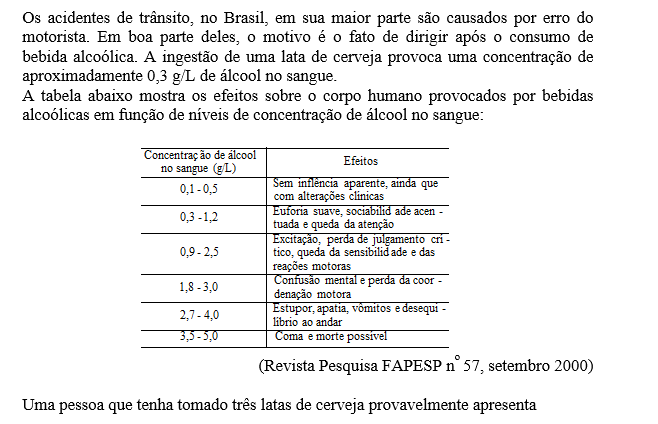 Os acidentes de trânsito, no Brasil, em sua maior parte são causados por erro do
motorista. Em boa parte deles, o motivo é o fato de dirigir após o consumo de
bebida alcoólica. A ingestão de uma lata de cerveja provoca uma concentração de
aproximadamente 0,3 g/L de álcool no sangue.
A tabela abaixo mostra os efeitos sobre o corpo humano provocados por bebidas
alcoólicas em função de níveis de concentração de álcool no sangue:
Concentração de álcool
no sangue (g/L)
Efeitos
0,1 - 0,5
Sem inflência aparente, ainda que
com alterações clínicas
0,3 -1,2
Euforia suave, sociabilid ade acen -
tuada e queda da atenção
0,9 - 2,5
Excitação, perda de julgamento crí -
tico, queda da sensibilid ade e das
reações motoras
1,8 - 3,0
Confusão mental e perda da coor -
denação motora
2,7 - 4,0
Estupor, apatia, vômitos e desequi -
líbrio ao andar
3,5 - 5,0
Coma e morte possível
(Revista Pesquisa FAPESP nº 57, setembro 2000)
Uma pessoa que tenha tomado três latas de cerveja provavelmente apresenta